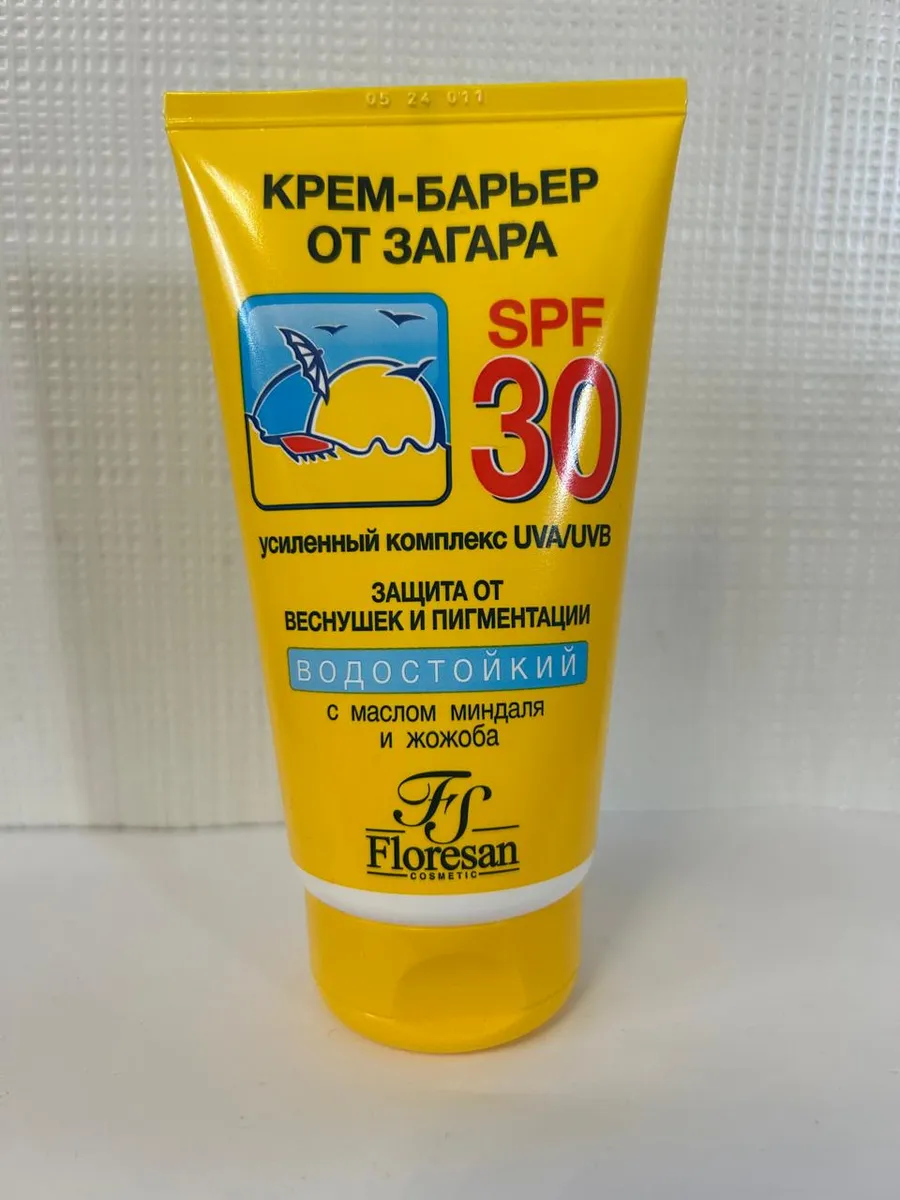 05 24 011
КРЕМ-БАРЬЕР
ОТ ЗАГАРА
SPF
30
усиленный комплекс UVA/UVB
ЗАЩИТА ОТ
ВЕСНУШЕК И ПИГМЕНТАЦИИ
ВОДОСТОЙКИЙ
с маслом миндаля
и жожоба
FS
Floresan
COSMETIC